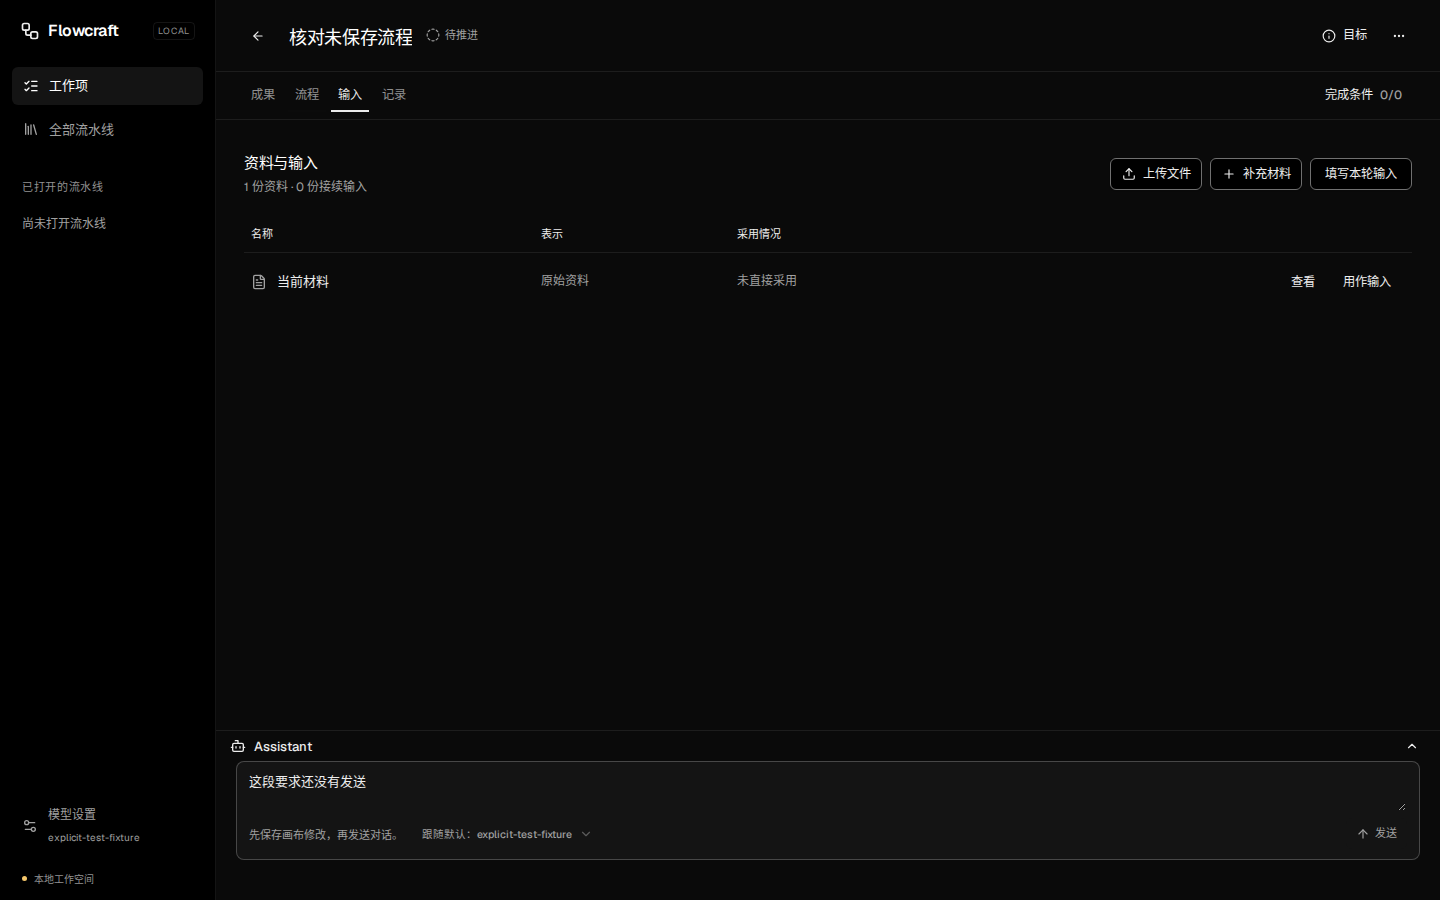 Flowcraft LOCAL
工作项
全部流水线
已打开的流水线
尚未打开流水线
模型设置
explicit-test-fixture
本地工作空间
核对未保存流程 待推进 目标
成果 流程 输入 记录 完成条件 0/0
资料与输入
1 份资料 · 0 份接续输入
上传文件 补充材料 填写本轮输入
名称 表示 采用情况
当前材料 原始资料 未直接采用 查看 用作输入
Assistant
这段要求还没有发送
先保存画布修改，再发送对话。 跟随默认：explicit-test-fixture 发送